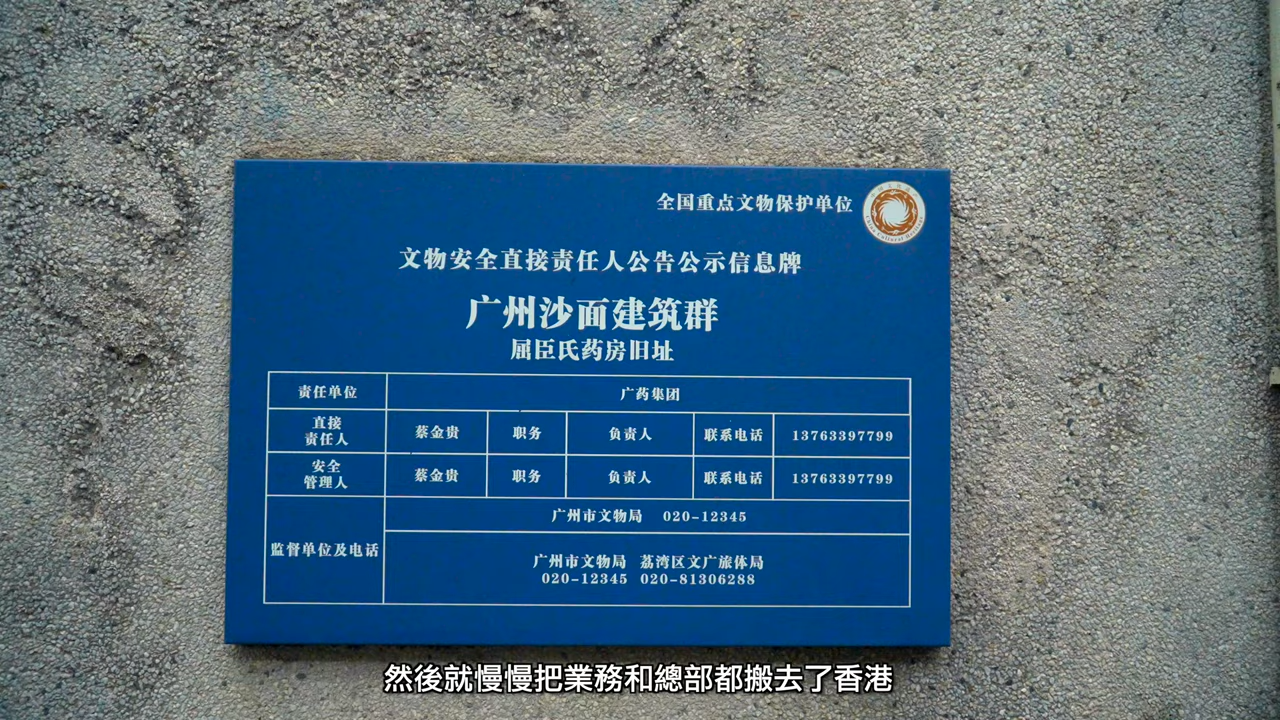 全国重点文物保护单位
文物安全直接责任人公告公示信息牌
广州沙面建筑群
屈臣氏药房旧址
责任单位 广药集团
直接责任人 蔡金贵 职务 负责人 联系电话 13763397799
安全管理人 蔡金贵 职务 负责人 联系电话 13763397799
监督单位及电话 广州市文物局 020-12345
广州市文物局 荔湾区文广旅体局
020-12345 020-81306288
然後就慢慢把業務和總部都搬去了香港